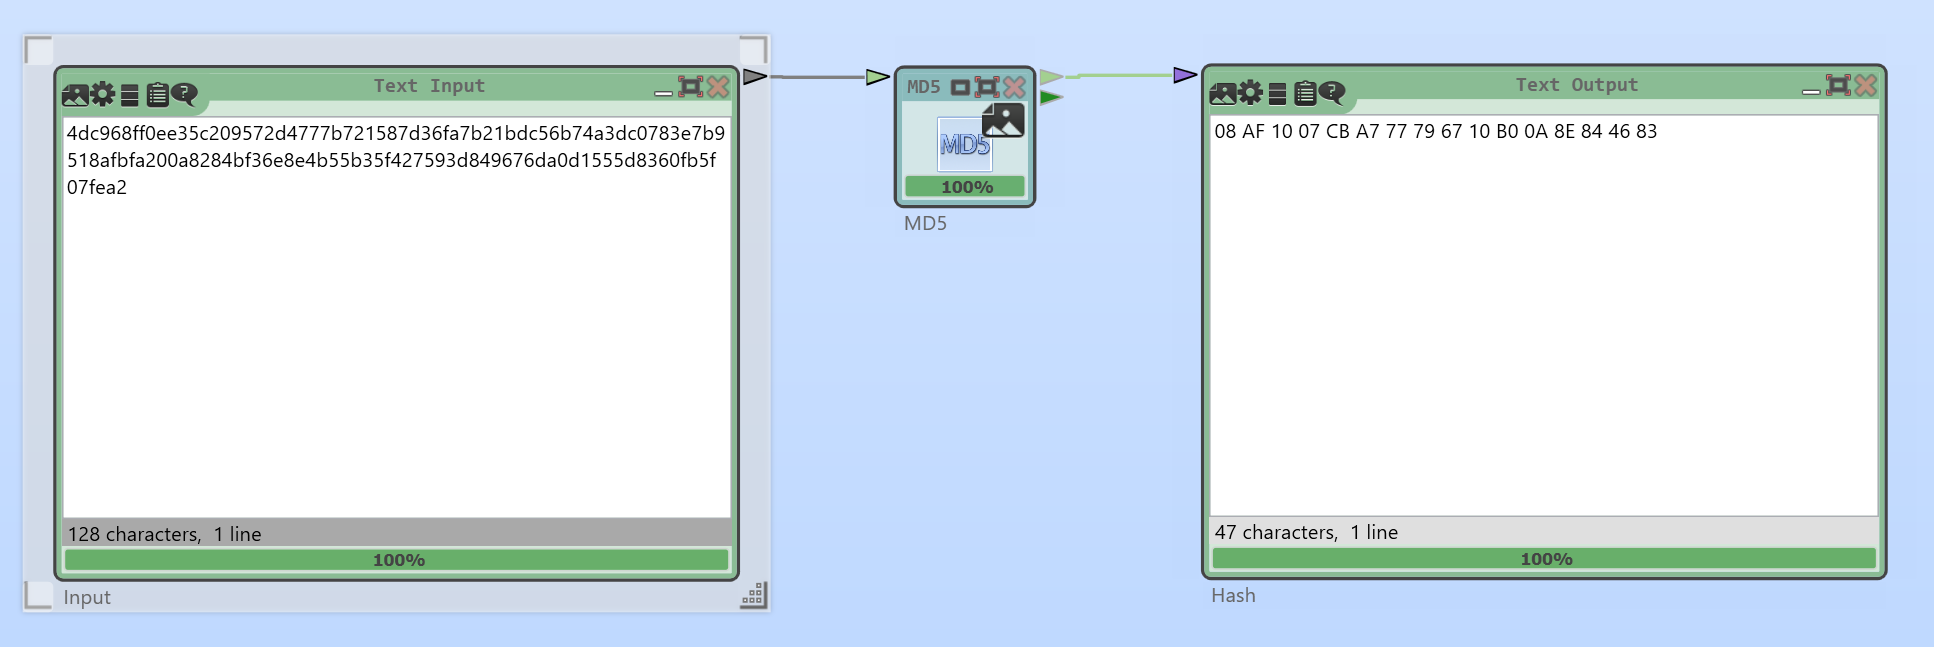 Text Input
4dc968ff0ee35c209572d4777b721587d36fa7b21bdc56b74a3dc0783e7b9
518afbfa200a8284bf36e8e4b55b35f427593d849676da0d1555d8360fb5f
07fea2
128 characters,  1 line
100%
Input
MD5
MD5
100%
MD5
Text Output
08 AF 10 07 CB A7 77 79 67 10 B0 0A 8E 84 46 83
47 characters,  1 line
100%
Hash